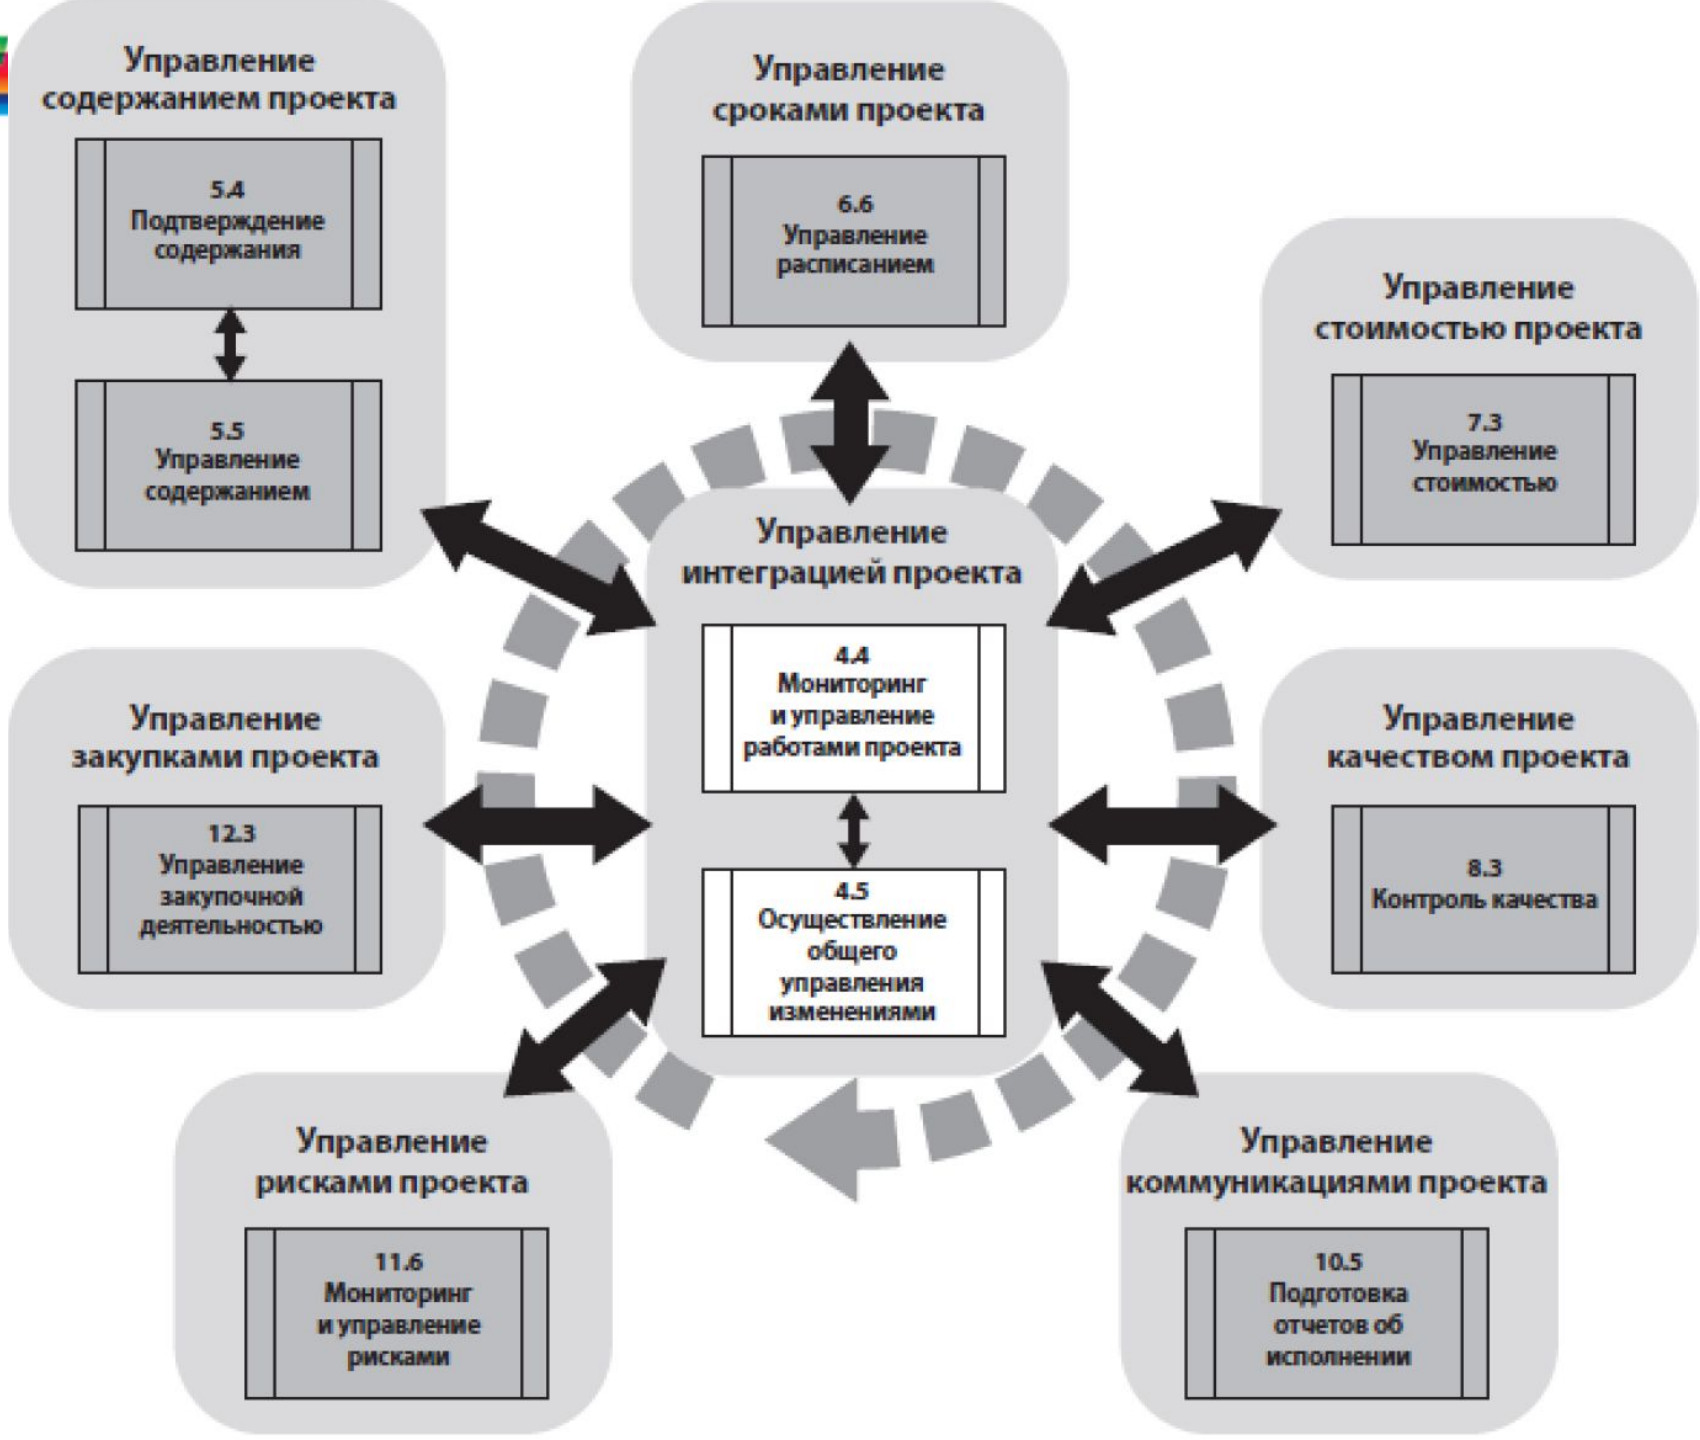 Управление
содержанием проекта
5.4
Подтверждение
содержания
5.5
Управление
содержанием
Управление
сроками проекта
6.6
Управление
расписанием
Управление
стоимостью проекта
7.3
Управление
стоимостью
Управление
интеграцией проекта
4.4
Мониторинг
и управление
работами проекта
4.5
Осуществление
общего
управления
изменениями
Управление
закупками проекта
12.3
Управление
закупочной
деятельностью
Управление
качеством проекта
8.3
Контроль качества
Управление
рисками проекта
11.6
Мониторинг
и управление
рисками
Управление
коммуникациями проекта
10.5
Подготовка
отчетов об
исполнении